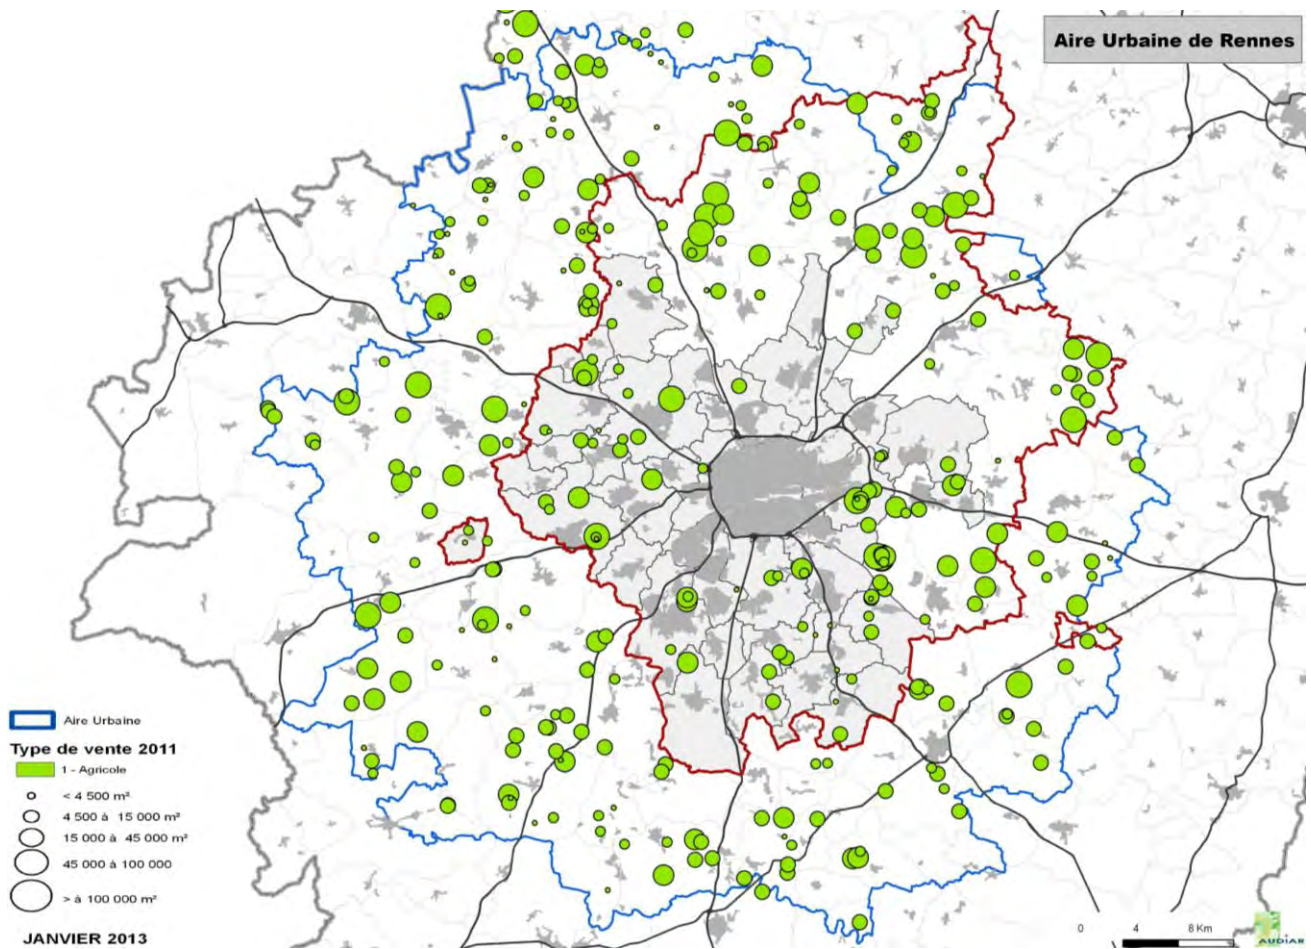 Aire Urbaine de Rennes
Aire Urbaine
Type de vente 2011
1 - Agricole
< 4 500 m²
4 500 à 15 000 m²
15 000 à 45 000 m²
45 000 à 100 000
> à 100 000 m²
JANVIER 2013
0 4 8 Km
AUDIAR